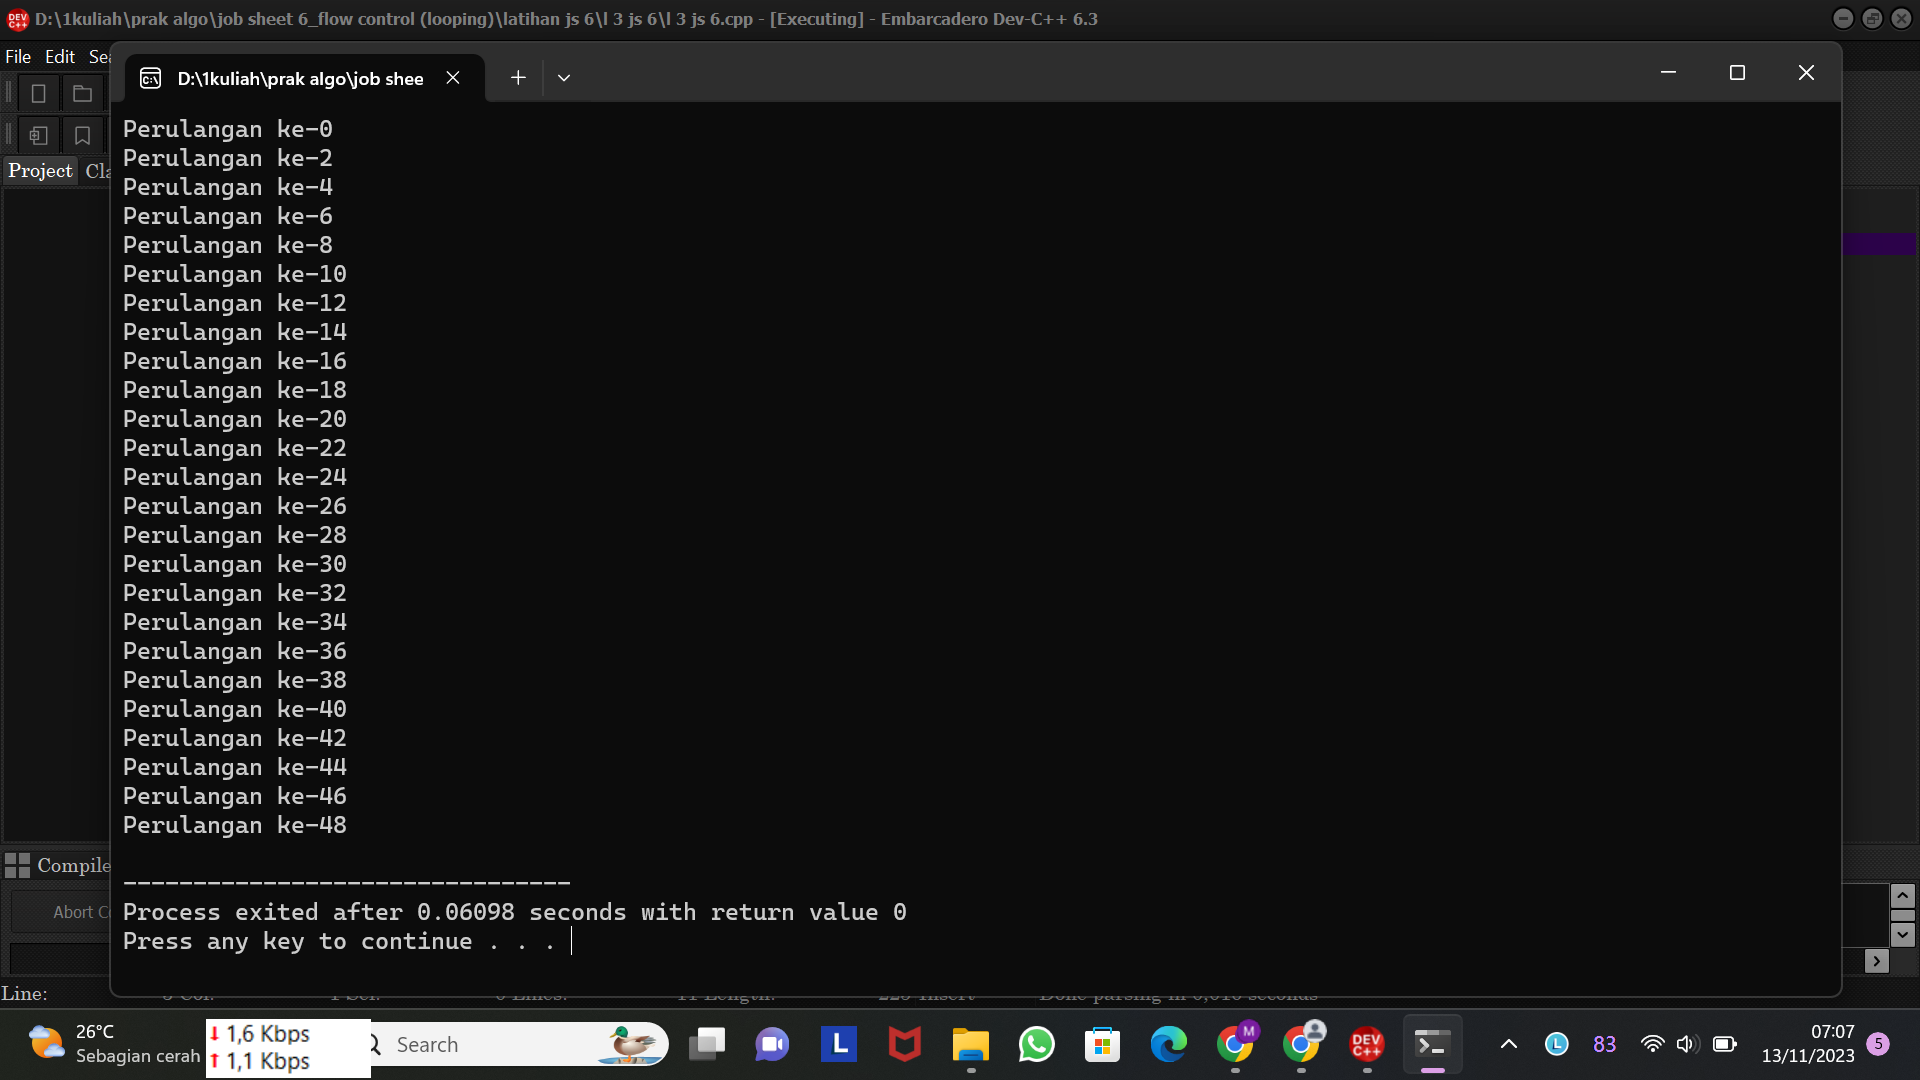 D:\1kuliah\prak algo\job sheet 6_flow control (looping)\latihan js 6\l 3 js 6\l 3 js 6.cpp - [Executing] - Embarcadero Dev-C++ 6.3
File Edit Sea
D:\1kuliah\prak algo\job shee
Project Cla
Perulangan ke-0
Perulangan ke-2
Perulangan ke-4
Perulangan ke-6
Perulangan ke-8
Perulangan ke-10
Perulangan ke-12
Perulangan ke-14
Perulangan ke-16
Perulangan ke-18
Perulangan ke-20
Perulangan ke-22
Perulangan ke-24
Perulangan ke-26
Perulangan ke-28
Perulangan ke-30
Perulangan ke-32
Perulangan ke-34
Perulangan ke-36
Perulangan ke-38
Perulangan ke-40
Perulangan ke-42
Perulangan ke-44
Perulangan ke-46
Perulangan ke-48
--------------------------------
Process exited after 0.06098 seconds with return value 0
Press any key to continue . . .
Compile
Abort Co
Line:
26°C
Sebagian cerah
1,6 Kbps
1,1 Kbps
Search
L
M
DEV C++
L
83
07:07
13/11/2023
5